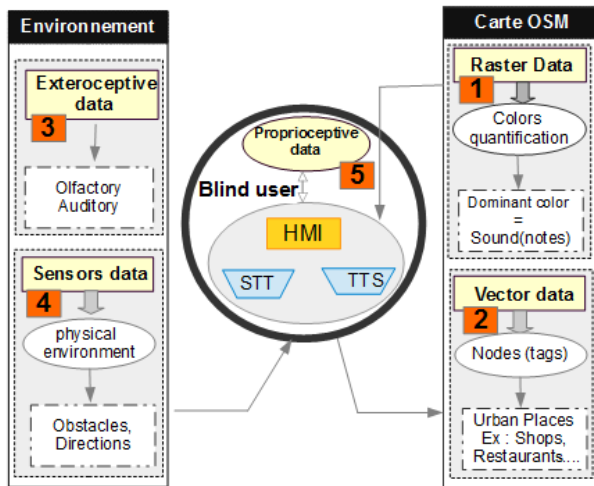 Environnement
Exteroceptive
data
3
Olfactory
Auditory
Sensors data
4
physical
environment
Obstacles,
Directions
Proprioceptive
data
5
Blind user
HMI
STT
TTS
Carte OSM
Raster Data
1
Colors
quantification
Dominant color
=
Sound(notes)
Vector data
2
Nodes (tags)
Urban Places
Ex : Shops,
Restaurants....